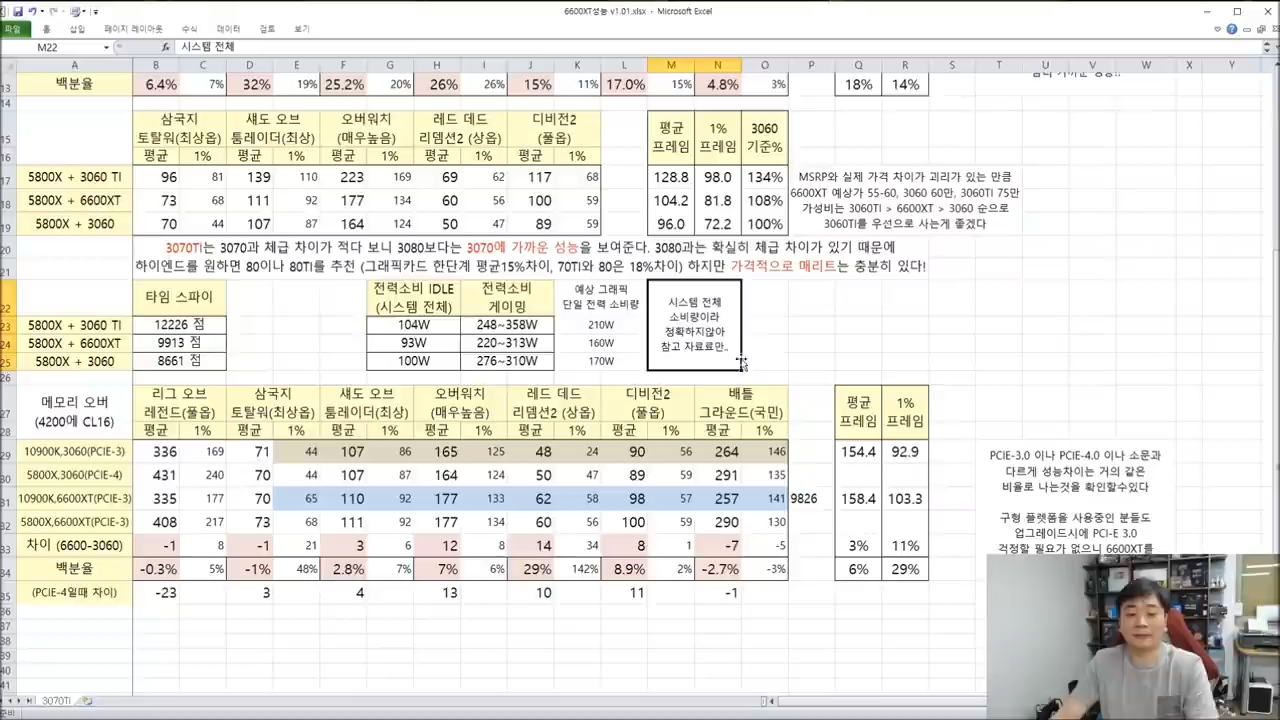 6600XT성능 v1.01.xlsx - Microsoft Excel
파일 홈 삽입 페이지 레이아웃 수식 데이터 검토 보기
M22 fx 시스템 전체
A B C D E F G H I J K L M N O P Q R S T U V W X Y
13 백분율 6.4% 7% 32% 19% 25.2% 20% 26% 26% 15% 11% 17.0% 15% 4.8% 3% 18% 14%
14
삼국지 섀도 오브 오버워치 레드 데드 디비전2
15 토탈워(최상옵) 툼레이더(최상) (매우높음) 리뎀션2 (상옵) (풀옵) 평균 프레임 1% 프레임 3060 기준%
16 평균 1% 평균 1% 평균 1% 평균 1% 평균 1%
17 5800X + 3060 TI 96 81 139 110 223 169 69 62 117 68 128.8 98.0 134% MSRP와 실제 가격 차이가 괴리가 있는 만큼
18 5800X + 6600XT 73 68 111 92 177 134 60 56 100 59 104.2 81.8 108% 6600XT 예상가 55-60, 3060 60만, 3060TI 75만
가성비는 3060TI > 6600XT > 3060 순으로
19 5800X + 3060 70 44 107 87 164 124 50 47 89 59 96.0 72.2 100% 3060TI를 우선으로 사는게 좋겠다
20 3070TI는 3070과 체급 차이가 적다 보니 3080보다는 3070에 가까운 성능을 보여준다. 3080과는 확실히 체급 차이가 있기 때문에
21 하이엔드를 원하면 80이나 80TI를 추천 (그래픽카드 한단계 평균15%차이, 70TI와 80은 18%차이) 하지만 가격적으로 매리트는 충분히 있다!
22 타임 스파이 전력소비 IDLE (시스템 전체) 전력소비 게이밍 예상 그래픽 단일 전력 소비량 시스템 전체
소비량이라
정확하지않아
참고 자료료만..
23 5800X + 3060 TI 12226 점 104W 248~358W 210W
24 5800X + 6600XT 9913 점 93W 220~313W 160W
25 5800X + 3060 8661 점 100W 276~310W 170W
26
메모리 오버 리그 오브 삼국지 섀도 오브 오버워치 레드 데드 디비전2 배틀
27 (4200에 CL16) 레전드(풀옵) 토탈워(최상옵) 툼레이더(최상) (매우높음) 리뎀션2 (상옵) (풀옵) 그라운드(국민) 평균 프레임 1% 프레임
28 평균 1% 평균 1% 평균 1% 평균 1% 평균 1% 평균 1% 평균 1%
29 10900K,3060(PCIE-3) 336 169 71 44 107 86 165 125 48 24 90 56 264 146 154.4 92.9 PCIE-3.0 이나 PCIE-4.0 이나 소문과
30 5800X,3060(PCIE-4) 431 240 70 44 107 87 164 124 50 47 89 59 291 135 다르게 성능차이는 거의 같은
비율로 나는것을 확인할수있다
31 10900K,6600XT(PCIE-3) 335 177 70 65 110 92 177 133 62 58 98 57 257 141 9826 158.4 103.3
32 5800X,6600XT(PCIE-3) 408 217 73 68 111 92 177 134 60 56 100 59 290 130 구형 플렛폼을 사용중인 분들도
업그레이드시에 PCI-E 3.0
33 차이 (6600-3060) -1 8 -1 21 3 6 12 8 14 34 8 1 -7 -5 3% 11% 걱정할 필요가 없으니 6600XT를
34 백분율 -0.3% 5% -1% 48% 2.8% 7% 7% 6% 29% 142% 8.9% 2% -2.7% -3% 6% 29%
35 (PCIE-4일때 차이) -23 3 4 13 10 11 -1
36
37
38
39
40
41
3070TI
준비